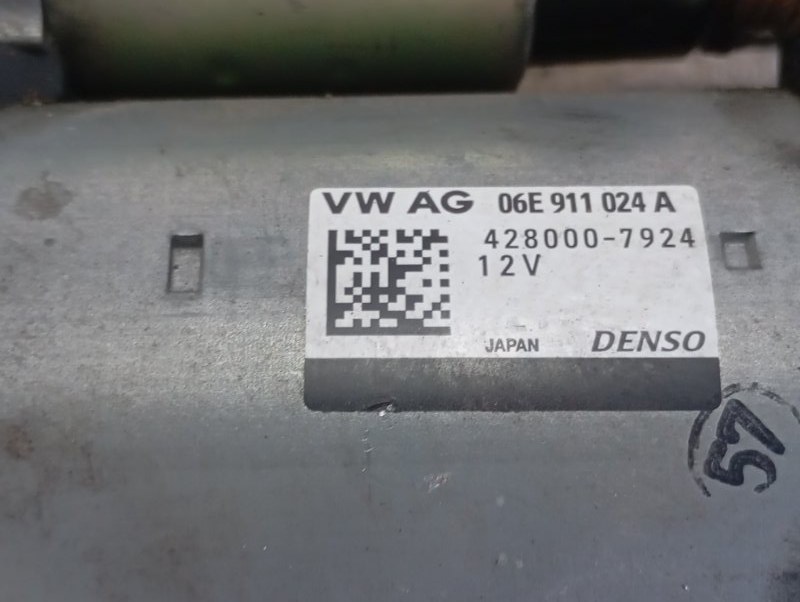 VW AG 06E 911 024 A
428000-7924
12V
JAPAN DENSO
57